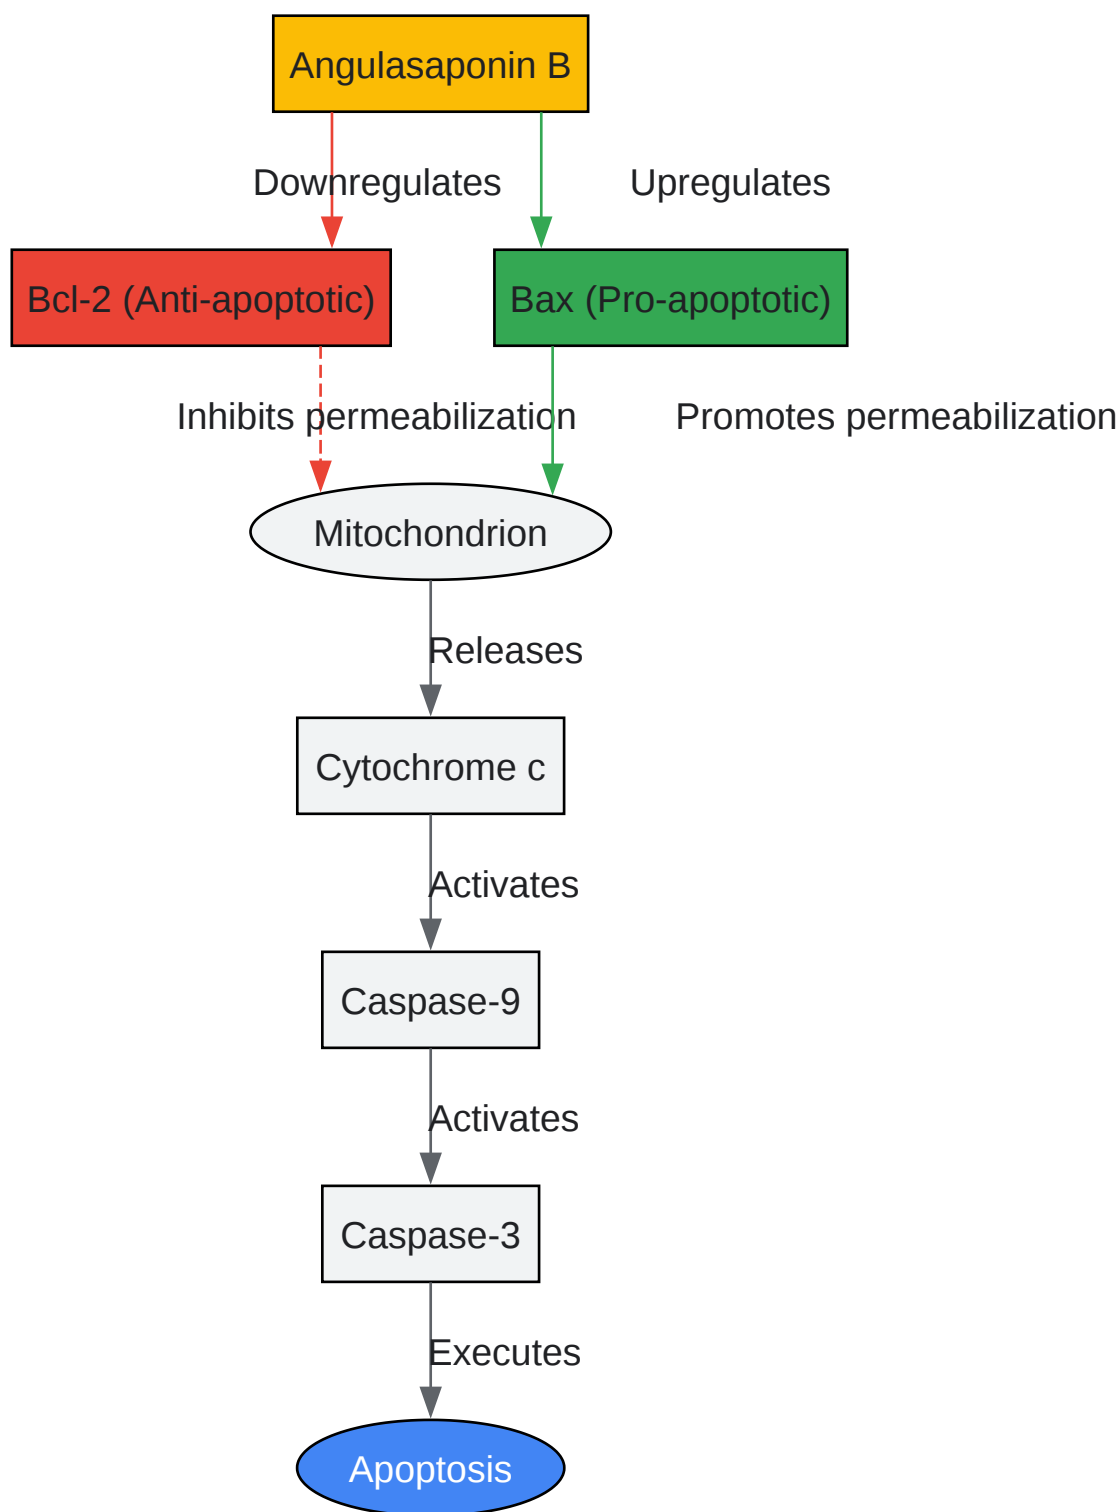 Angulasaponin B
Downregulates
Upregulates
Bcl-2 (Anti-apoptotic)
Bax (Pro-apoptotic)
Inhibits permeabilization
Promotes permeabilization
Mitochondrion
Releases
Cytochrome c
Activates
Caspase-9
Activates
Caspase-3
Executes
Apoptosis